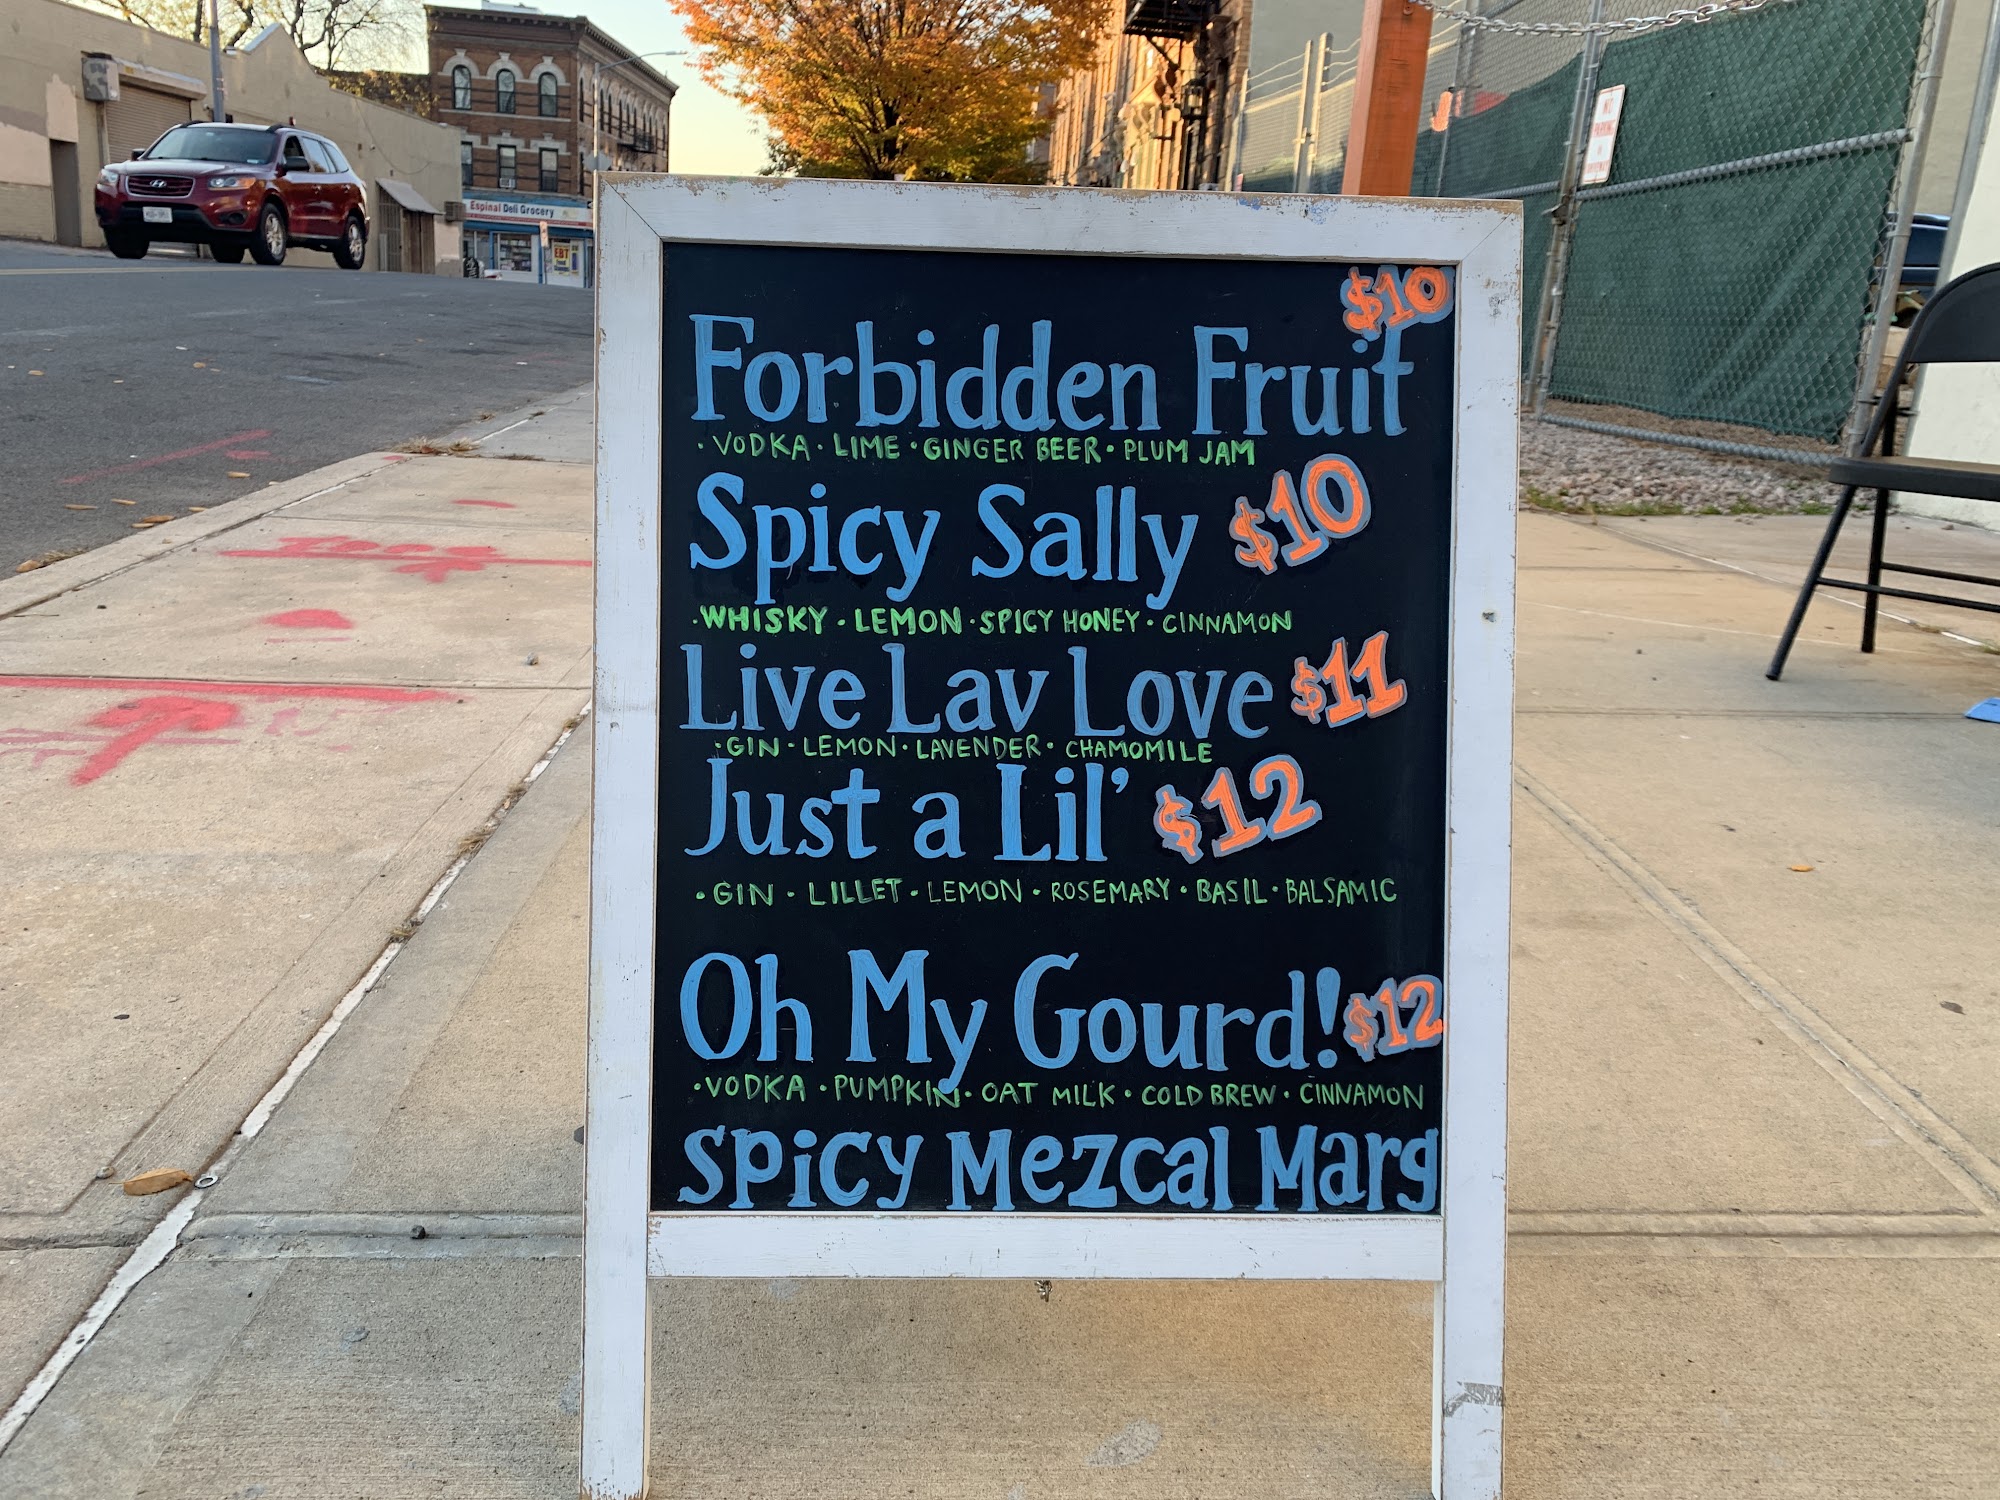 Espinal Deli Grocery
EBT
$10
Forbidden Fruit
· VODKA · LIME · GINGER BEER · PLUM JAM
Spicy Sally $10
· WHISKY · LEMON · SPICY HONEY · CINNAMON
Live Lav Love $11
· GIN · LEMON · LAVENDER · CHAMOMILE
Just a Lil' $12
· GIN · LILLET · LEMON · ROSEMARY · BASIL · BALSAMIC
Oh My Gourd! $12
· VODKA · PUMPKIN · OAT MILK · COLD BREW · CINNAMON
SPiCY MEZCal Marg